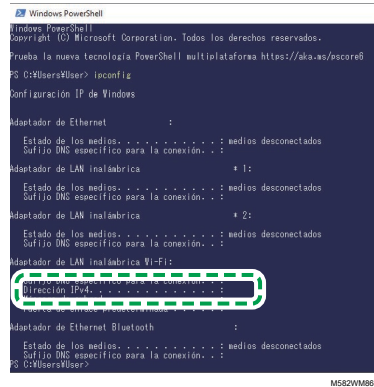 Windows PowerShell
Windows PowerShell
Copyright (C) Microsoft Corporation. Todos los derechos reservados.
Prueba la nueva tecnología PowerShell multiplataforma https://aka.ms/pscore6
PS C:¥Users¥User> ipconfig
Configuración IP de Windows
Adaptador de Ethernet :
Estado de los medios. . . . . . . . . . . : medios desconectados
Sufijo DNS específico para la conexión. . :
Adaptador de LAN inalámbrica * 1:
Estado de los medios. . . . . . . . . . . : medios desconectados
Sufijo DNS específico para la conexión. . :
Adaptador de LAN inalámbrica * 2:
Estado de los medios. . . . . . . . . . . : medios desconectados
Sufijo DNS específico para la conexión. . :
Adaptador de LAN inalámbrica Wi-Fi:
Sufijo DNS específico para la conexión. . :
Dirección IPv4. . . . . . . . . . . . . . :
Puerta de enlace predeterminada . . . . . :
Adaptador de Ethernet Bluetooth :
Estado de los medios. . . . . . . . . . . : medios desconectados
Sufijo DNS específico para la conexión. . :
PS C:¥Users¥User>
M582WM86